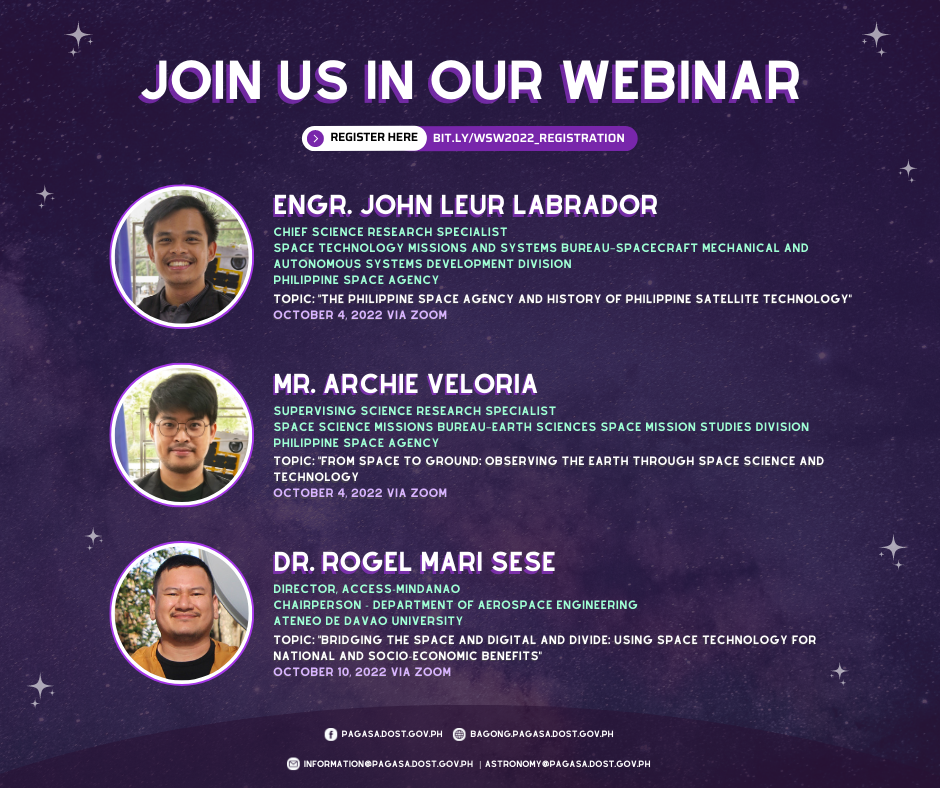 JOIN US IN OUR WEBINAR
REGISTER HERE BIT.LY/WSW2022_REGISTRATION
ENGR. JOHN LEUR LABRADOR
CHIEF SCIENCE RESEARCH SPECIALIST
SPACE TECHNOLOGY MISSIONS AND SYSTEMS BUREAU-SPACECRAFT MECHANICAL AND
AUTONOMOUS SYSTEMS DEVELOPMENT DIVISION
PHILIPPINE SPACE AGENCY
TOPIC: "THE PHILIPPINE SPACE AGENCY AND HISTORY OF PHILIPPINE SATELLITE TECHNOLOGY"
OCTOBER 4, 2022 VIA ZOOM
MR. ARCHIE VELORIA
SUPERVISING SCIENCE RESEARCH SPECIALIST
SPACE SCIENCE MISSIONS BUREAU-EARTH SCIENCES SPACE MISSION STUDIES DIVISION
PHILIPPINE SPACE AGENCY
TOPIC: "FROM SPACE TO GROUND: OBSERVING THE EARTH THROUGH SPACE SCIENCE AND
TECHNOLOGY
OCTOBER 4, 2022 VIA ZOOM
DR. ROGEL MARI SESE
DIRECTOR, ACCESS-MINDANAO
CHAIRPERSON - DEPARTMENT OF AEROSPACE ENGINEERING
ATENEO DE DAVAO UNIVERSITY
TOPIC: "BRIDGING THE SPACE AND DIGITAL AND DIVIDE: USING SPACE TECHNOLOGY FOR
NATIONAL AND SOCIO-ECONOMIC BENEFITS"
OCTOBER 10, 2022 VIA ZOOM
PAGASA.DOST.GOV.PH BAGONG.PAGASA.DOST.GOV.PH
INFORMATION@PAGASA.DOST.GOV.PH | ASTRONOMY@PAGASA.DOST.GOV.PH